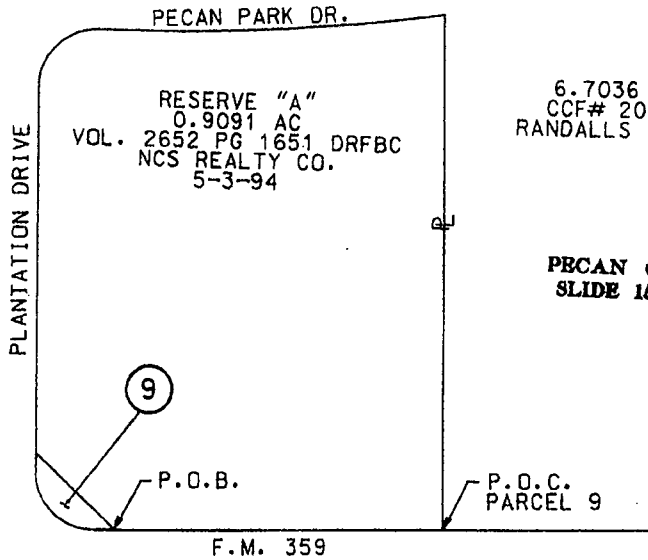 PECAN PARK DR.
RESERVE "A"
0.9091 AC
VOL. 2652 PG 1651 DRFBC
NCS REALTY CO.
5-3-94
6.7036
CCF# 20
RANDALLS
PLANTATION DRIVE
PL
PECAN
SLIDE
9
P.O.B.
P.O.C.
PARCEL 9
F.M. 359